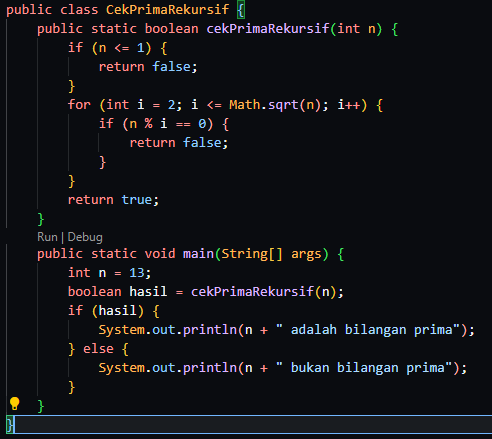 public class CekPrimaRekursif {
    public static boolean cekPrimaRekursif(int n) {
        if (n <= 1) {
            return false;
        }
        for (int i = 2; i <= Math.sqrt(n); i++) {
            if (n % i == 0) {
                return false;
            }
        }
        return true;
    }
    Run | Debug
    public static void main(String[] args) {
        int n = 13;
        boolean hasil = cekPrimaRekursif(n);
        if (hasil) {
            System.out.println(n + " adalah bilangan prima");
        } else {
            System.out.println(n + " bukan bilangan prima");
        }
    }
}